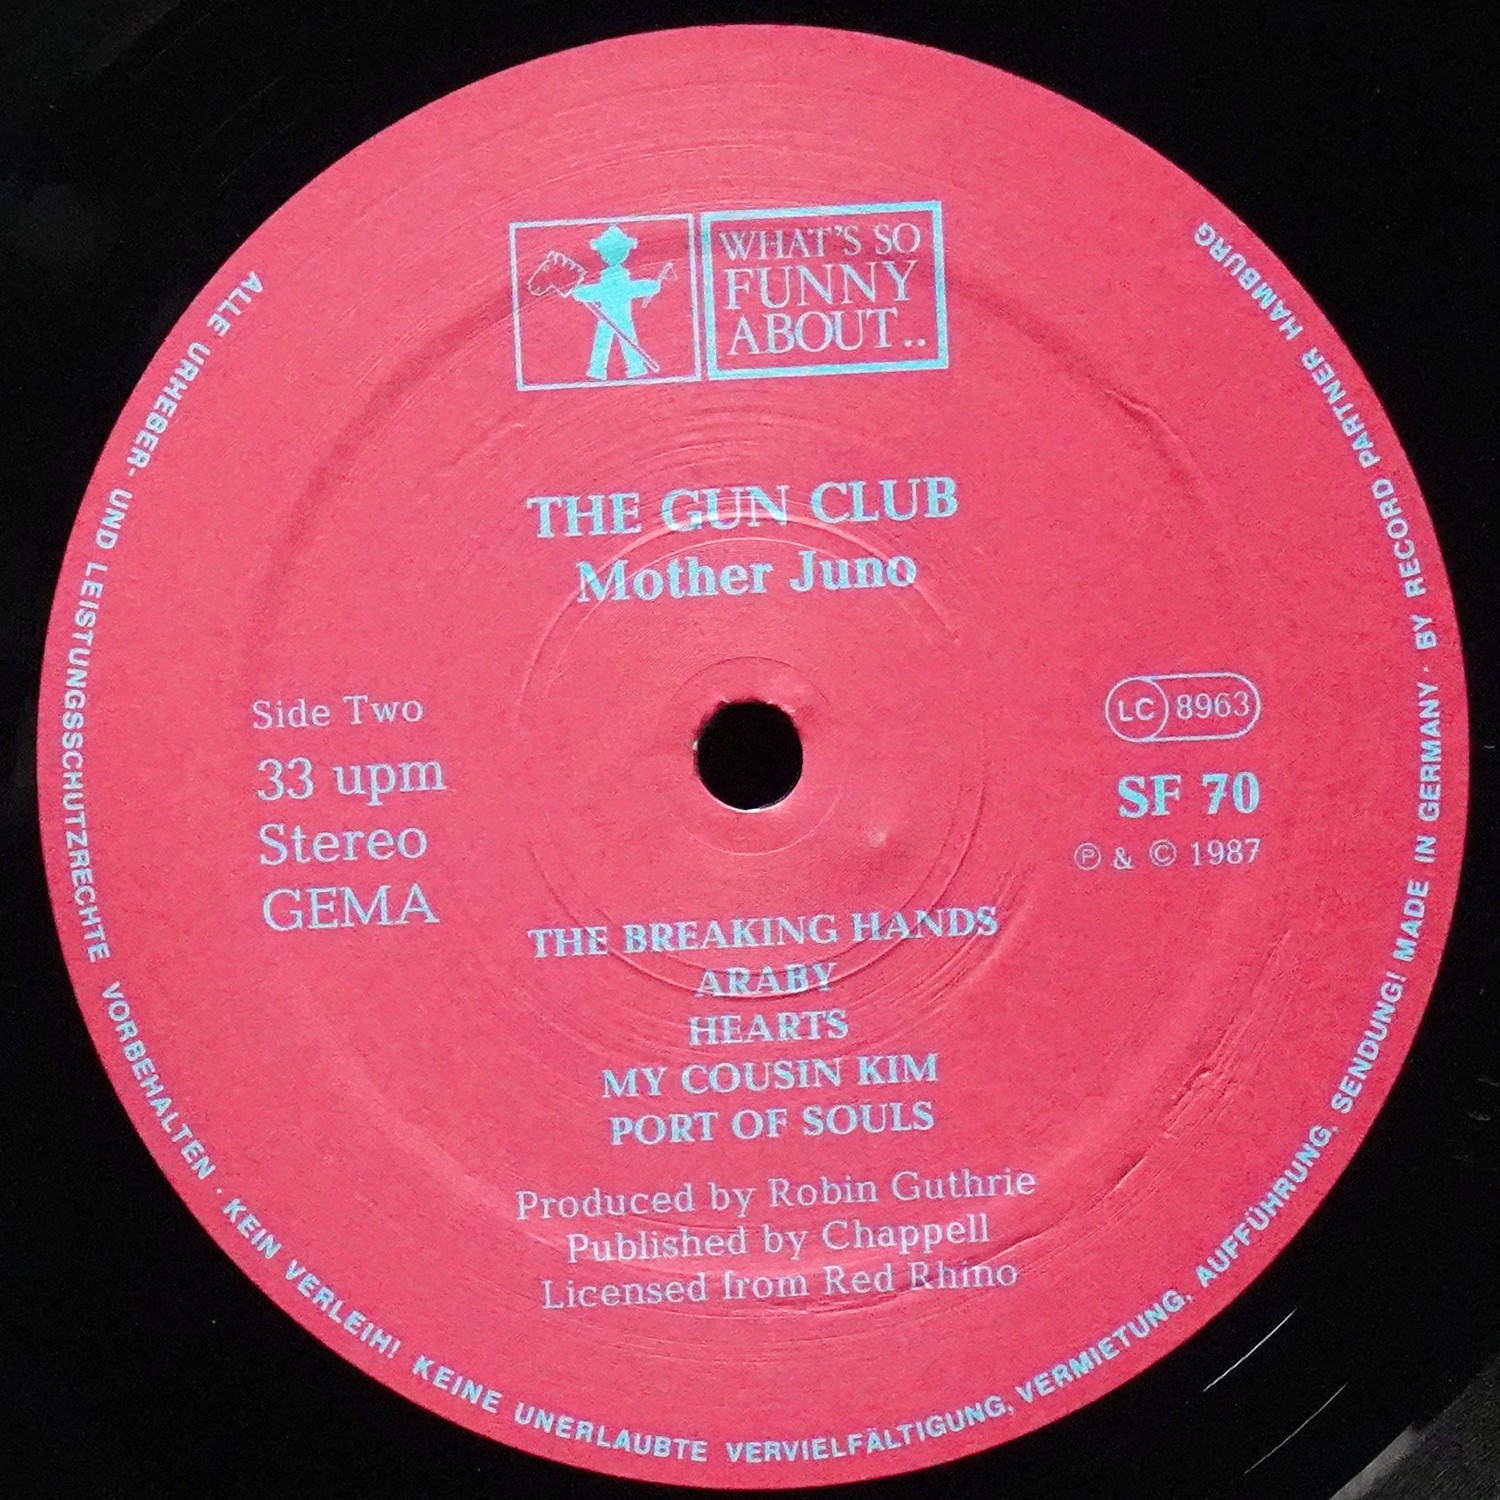 WHAT'S SO
FUNNY
ABOUT..
THE GUN CLUB
Mother Juno
Side Two
33 upm
Stereo
GEMA
LC 8963
SF 70
Ⓟ & © 1987
THE BREAKING HANDS
ARABY
HEARTS
MY COUSIN KIM
PORT OF SOULS
Produced by Robin Guthrie
Published by Chappell
Licensed from Red Rhino
ALLE URHEBER- UND LEISTUNGSSCHUTZRECHTE VORBEHALTEN · KEIN VERLEIH! KEINE UNERLAUBTE VERVIELFÄLTIGUNG, VERMIETUNG, AUFFÜHRUNG, SENDUNG! MADE IN GERMANY · BY RECORD PARTNER HAMBURG